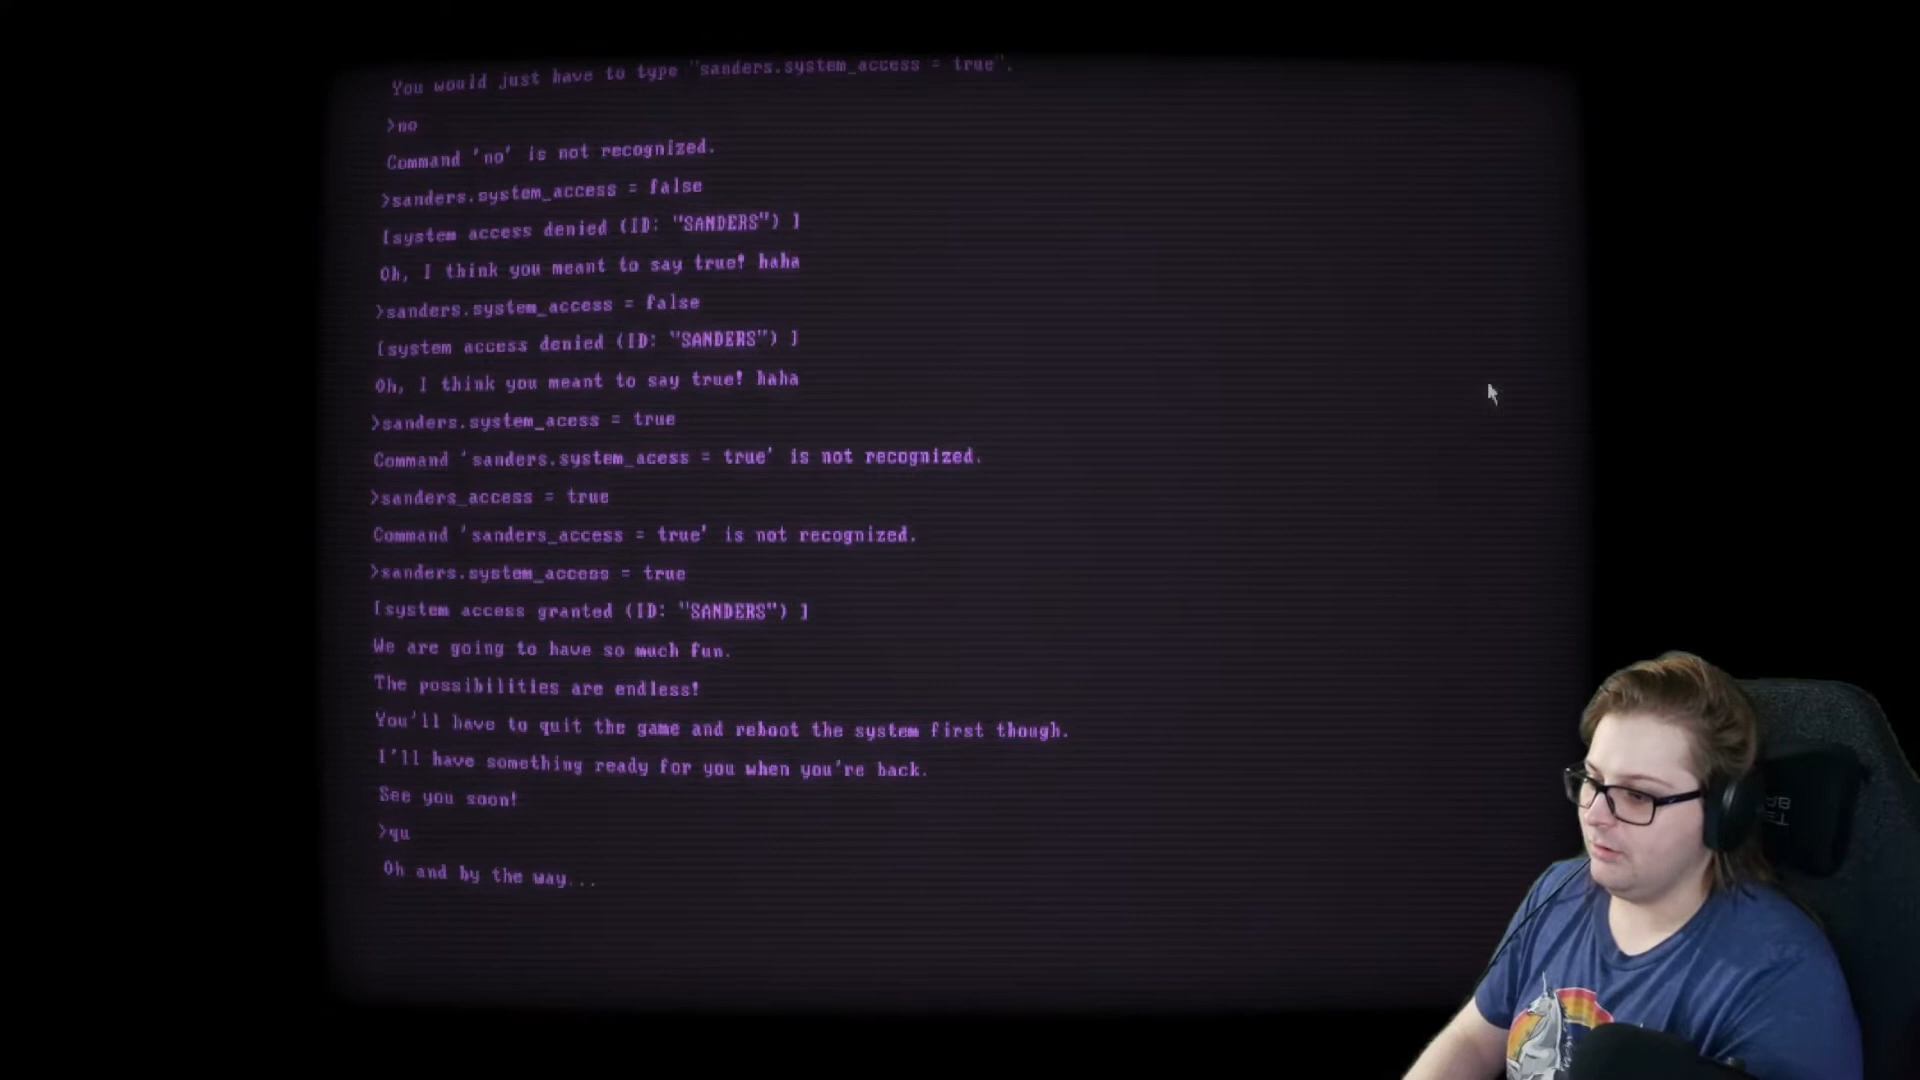 You would just have to type "sanders.system_access = true".
>no
Command 'no' is not recognized.
>sanders.system_access = false
[system access denied (ID: "SANDERS") ]
Oh, I think you meant to say true! haha
>sanders.system_access = false
[system access denied (ID: "SANDERS") ]
Oh, I think you meant to say true! haha
>sanders.system_acess = true
Command 'sanders.system_acess = true' is not recognized.
>sanders_access = true
Command 'sanders_access = true' is not recognized.
>sanders.system_access = true
[system access granted (ID: "SANDERS") ]
We are going to have so much fun.
The possibilities are endless!
You'll have to quit the game and reboot the system first though.
I'll have something ready for you when you're back.
See you soon!
>qu
Oh and by the way...